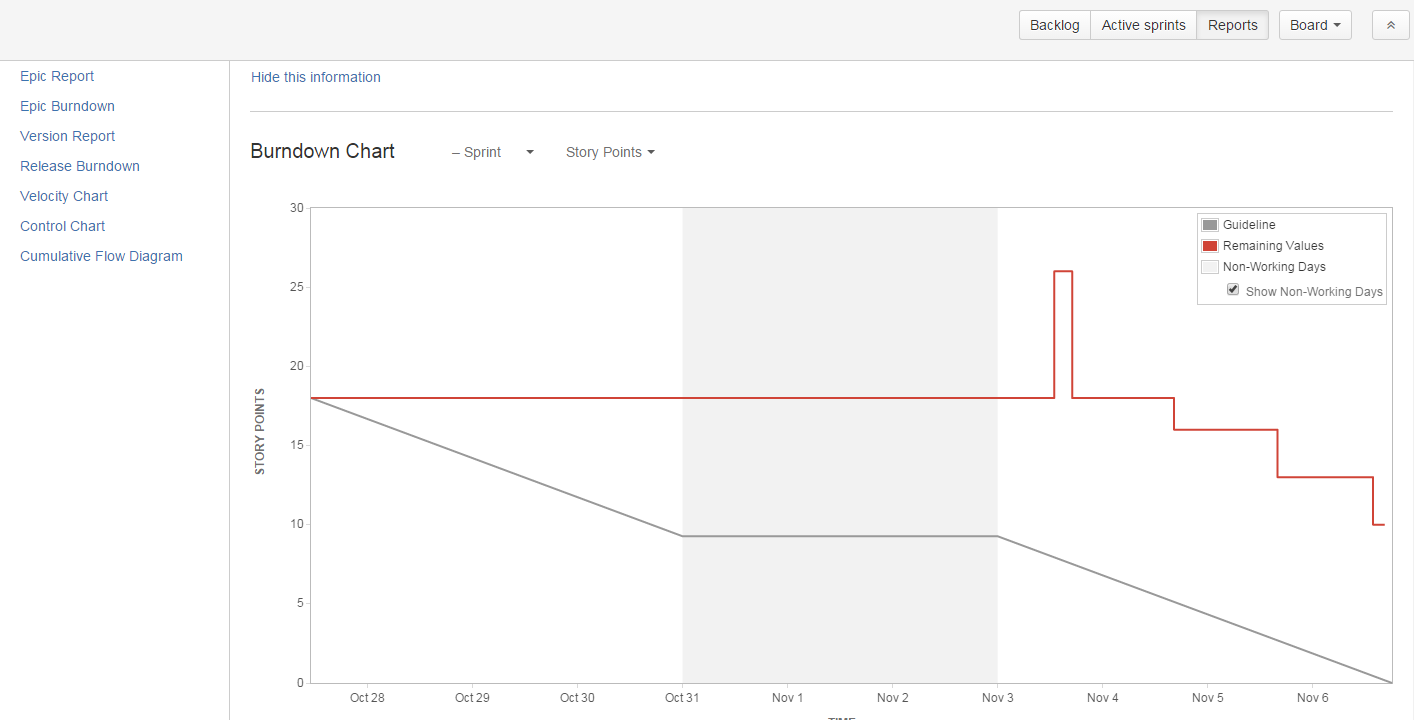 Backlog Active sprints Reports Board
Epic Report
Epic Burndown
Version Report
Release Burndown
Velocity Chart
Control Chart
Cumulative Flow Diagram
Hide this information
Burndown Chart – Sprint Story Points
30
25
20
15
10
5
0
STORY POINTS
Guideline
Remaining Values
Non-Working Days
Show Non-Working Days
Oct 28 Oct 29 Oct 30 Oct 31 Nov 1 Nov 2 Nov 3 Nov 4 Nov 5 Nov 6
TIME